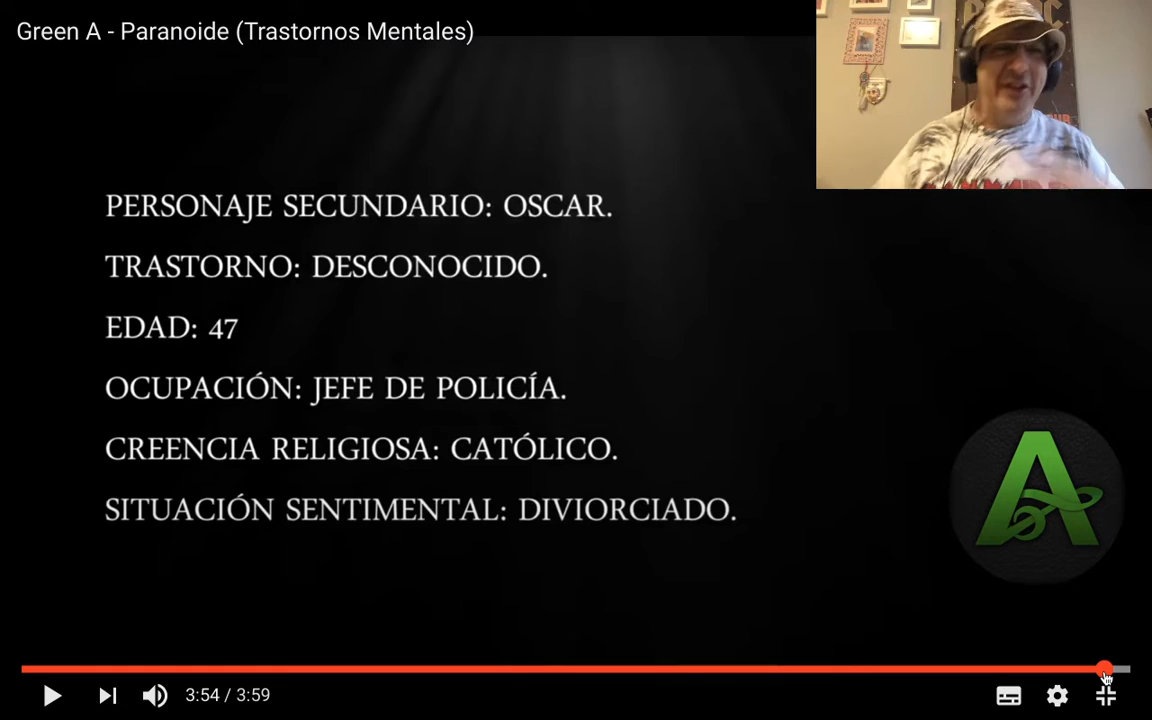 Green A - Paranoide (Trastornos Mentales)
PERSONAJE SECUNDARIO: OSCAR.
TRASTORNO: DESCONOCIDO.
EDAD: 47
OCUPACIÓN: JEFE DE POLICÍA.
CREENCIA RELIGIOSA: CATÓLICO.
SITUACIÓN SENTIMENTAL: DIVIORCIADO.
A
3:54 / 3:59